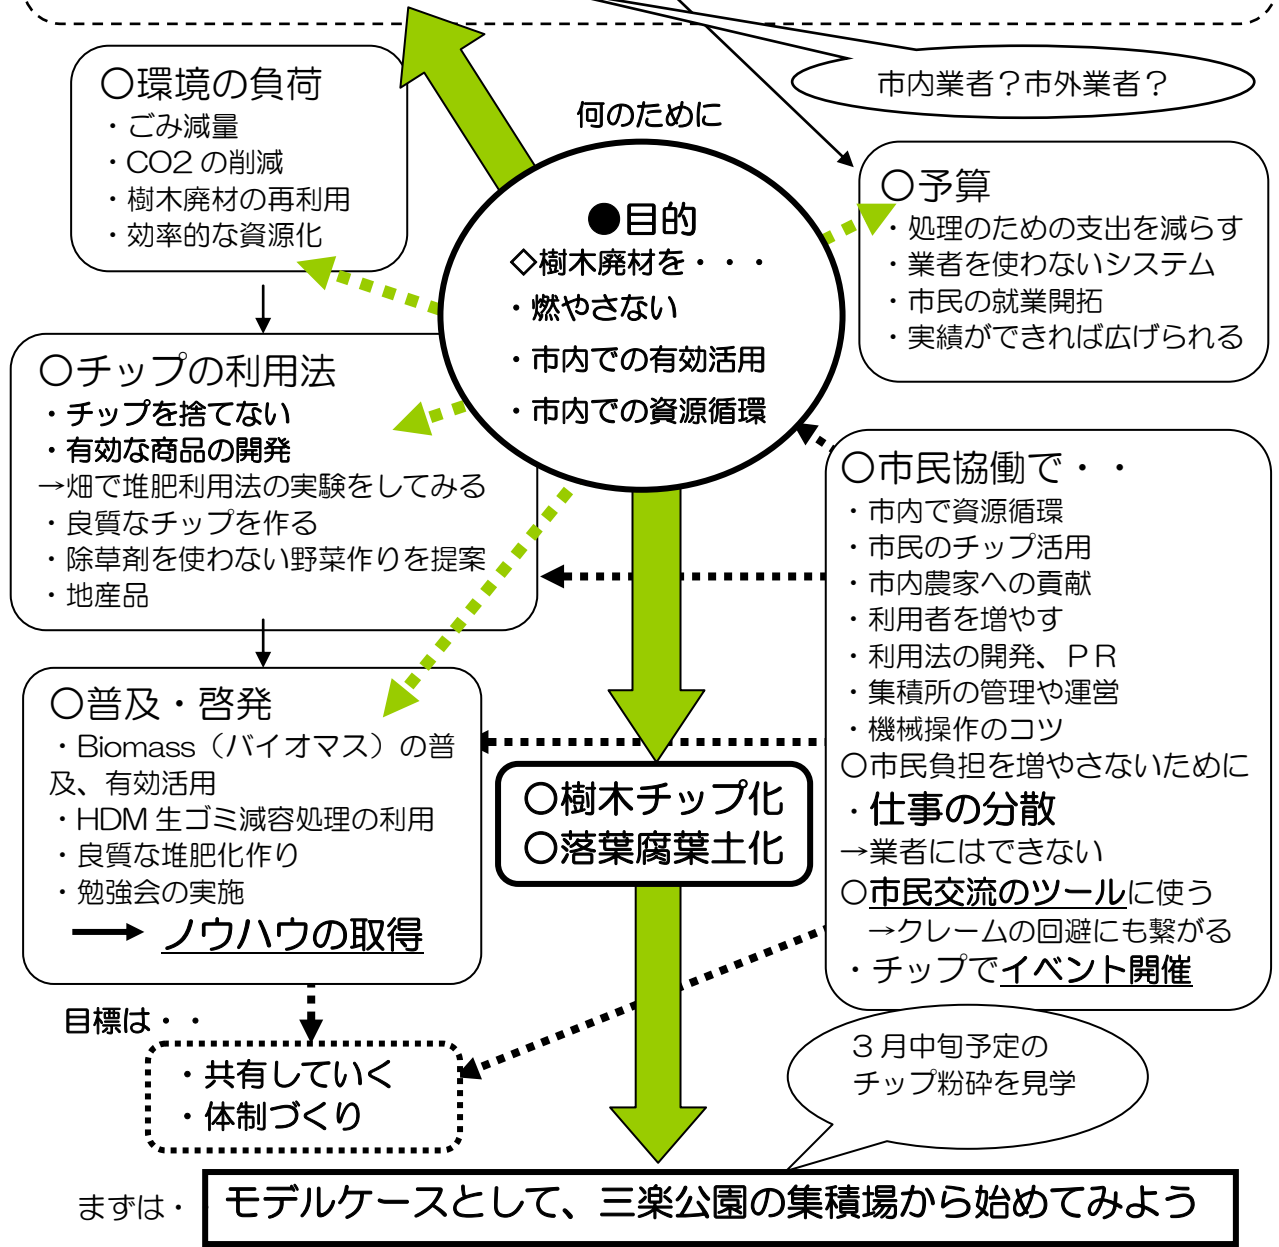 市内業者？市外業者？
〇環境の負荷
・ごみ減量
・CO2 の削減
・樹木廃材の再利用
・効率的な資源化
何のために
●目的
◇樹木廃材を・・・
・燃やさない
・市内での有効活用
・市内での資源循環
〇予算
・処理のための支出を減らす
・業者を使わないシステム
・市民の就業開拓
・実績ができれば広げられる
〇チップの利用法
・チップを捨てない
・有効な商品の開発
→畑で堆肥利用法の実験をしてみる
・良質なチップを作る
・除草剤を使わない野菜作りを提案
・地産品
〇市民協働で・・
・市内で資源循環
・市民のチップ活用
・市内農家への貢献
・利用者を増やす
・利用法の開発、ＰＲ
・集積所の管理や運営
・機械操作のコツ
〇市民負担を増やさないために
・仕事の分散
→業者にはできない
〇市民交流のツールに使う
→クレームの回避にも繋がる
・チップでイベント開催
〇普及・啓発
・Biomass（バイオマス）の普
及、有効活用
・HDM 生ゴミ減容処理の利用
・良質な堆肥化作り
・勉強会の実施
ノウハウの取得
〇樹木チップ化
〇落葉腐葉土化
目標は・・
・共有していく
・体制づくり
３月中旬予定の
チップ粉砕を見学
まずは・
モデルケースとして、三楽公園の集積場から始めてみよう